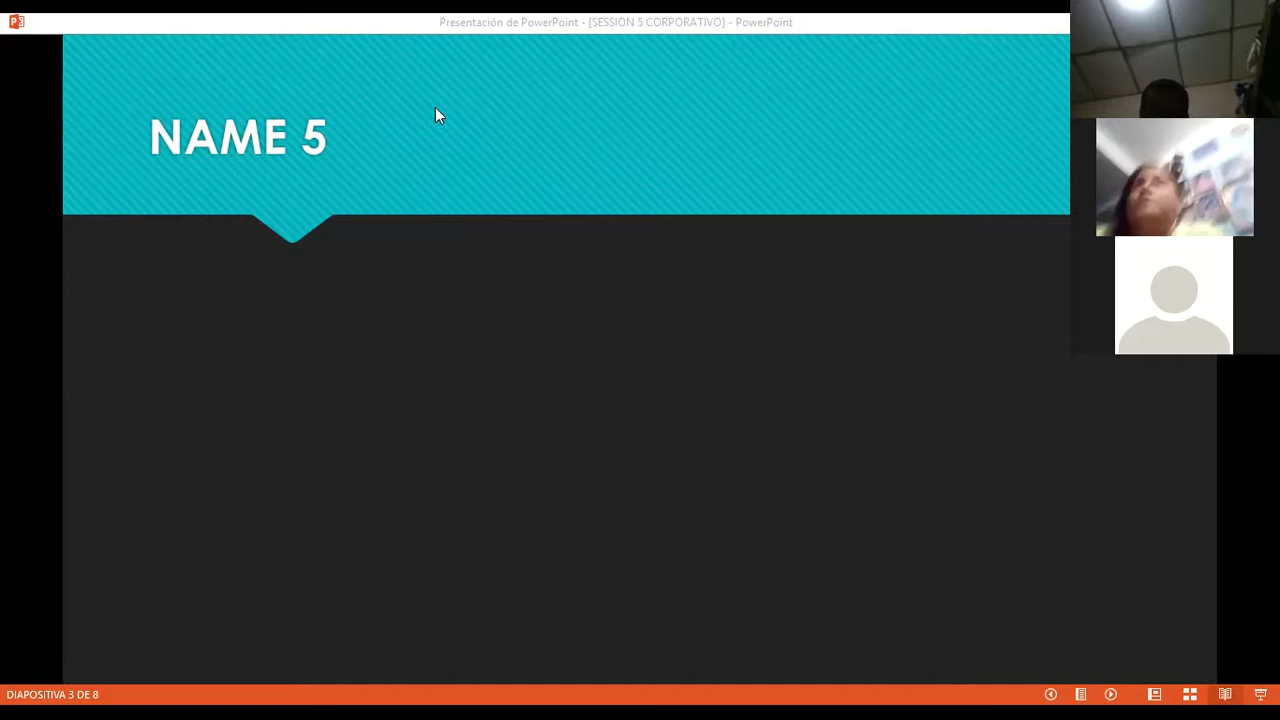 Presentación de PowerPoint - [SESSION 5 CORPORATIVO] - PowerPoint
NAME 5
DIAPOSITIVA 3 DE 8